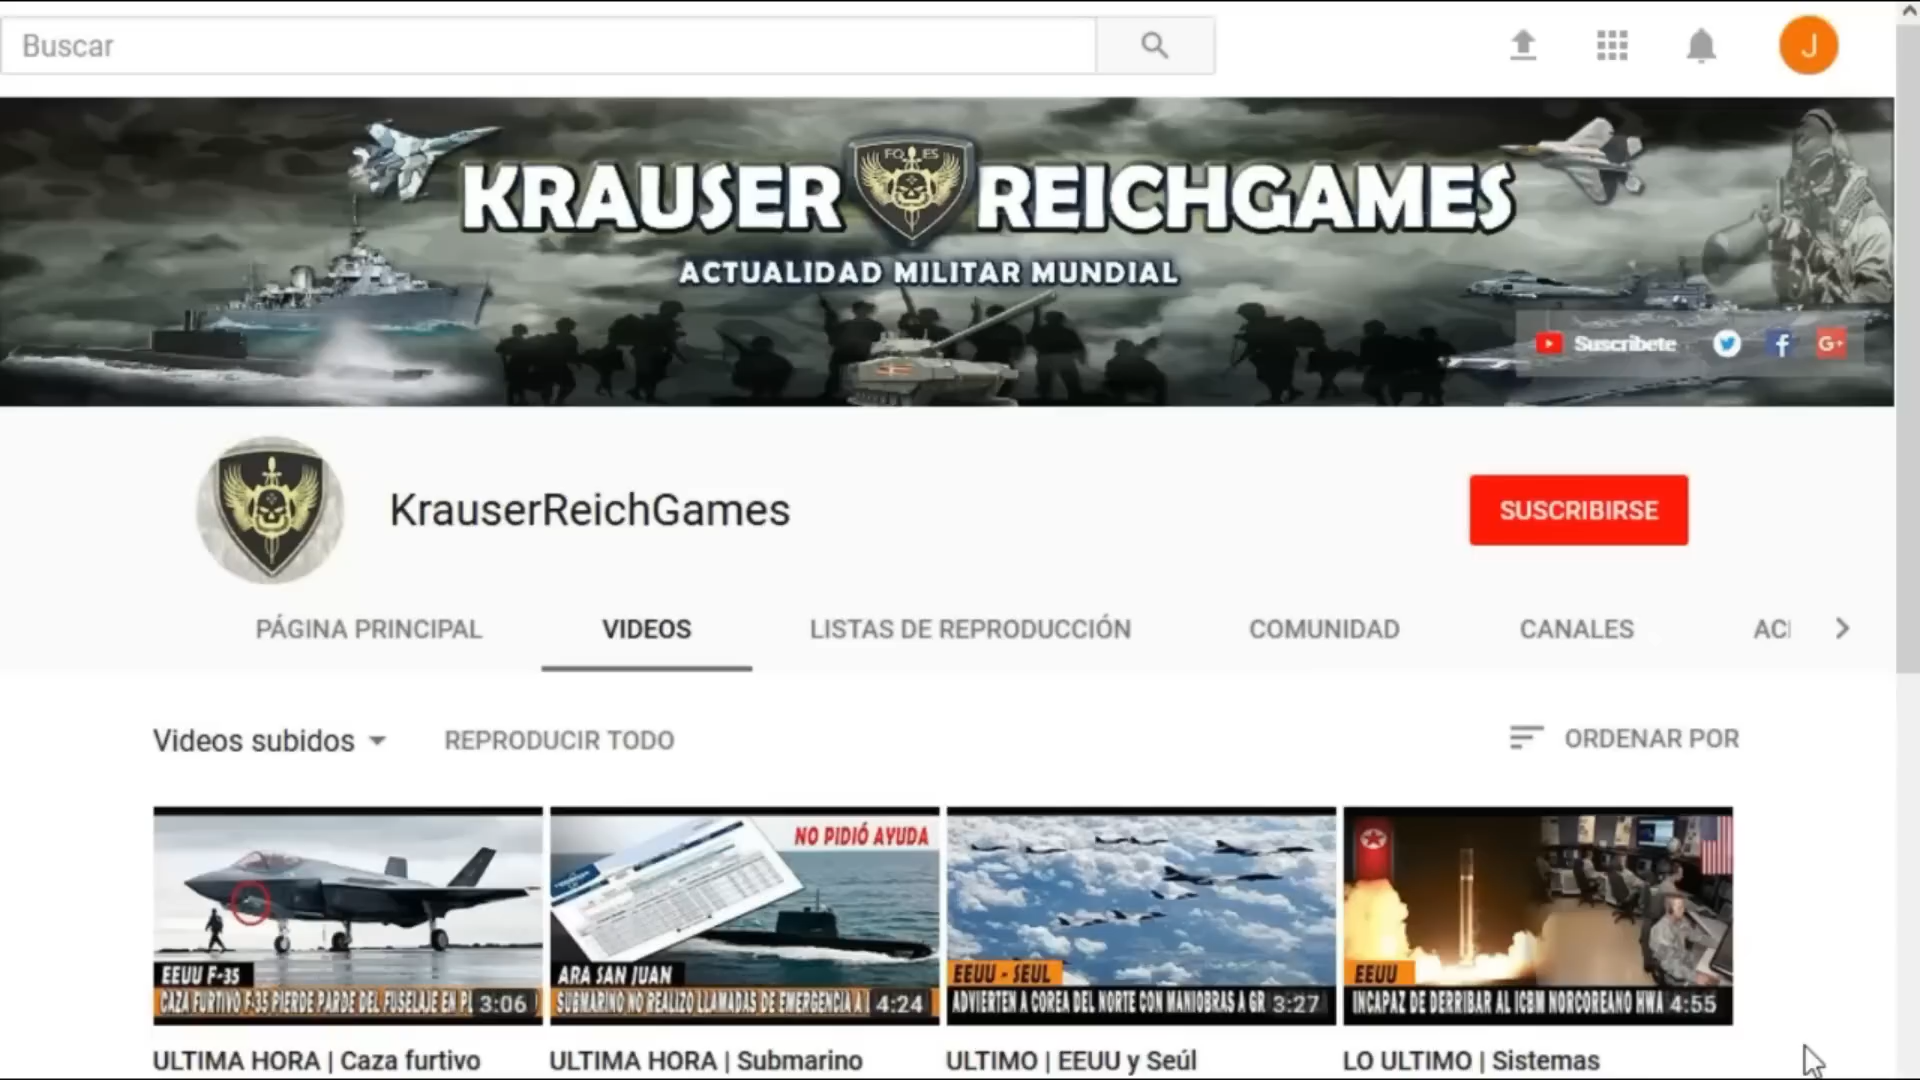 Buscar
J
KRAUSER REICHGAMES
ACTUALIDAD MILITAR MUNDIAL
Suscribete
G+
KrauserReichGames
SUSCRIBIRSE
PÁGINA PRINCIPAL
VIDEOS
LISTAS DE REPRODUCCIÓN
COMUNIDAD
CANALES
Videos subidos
REPRODUCIR TODO
ORDENAR POR
EEUU F-35
CAZA FURTIVO F-35 PIERDE PARDE DEL FUSELAJE EN
3:06
NO PIDIÓ AYUDA
ARA SAN JUAN
SUBMARINO NO REALIZO LLAMADAS DE EMERGENCIA A
4:24
EEUU - SEUL
ADVIERTEN A COREA DEL NORTE CON MANIOBRAS A GR
3:27
EEUU
INCAPAZ DE DERRIBAR AL ICBM NORCOREANO HWA
4:55
ULTIMA HORA | Caza furtivo
ULTIMA HORA | Submarino
ULTIMO | EEUU y Seúl
LO ULTIMO | Sistemas